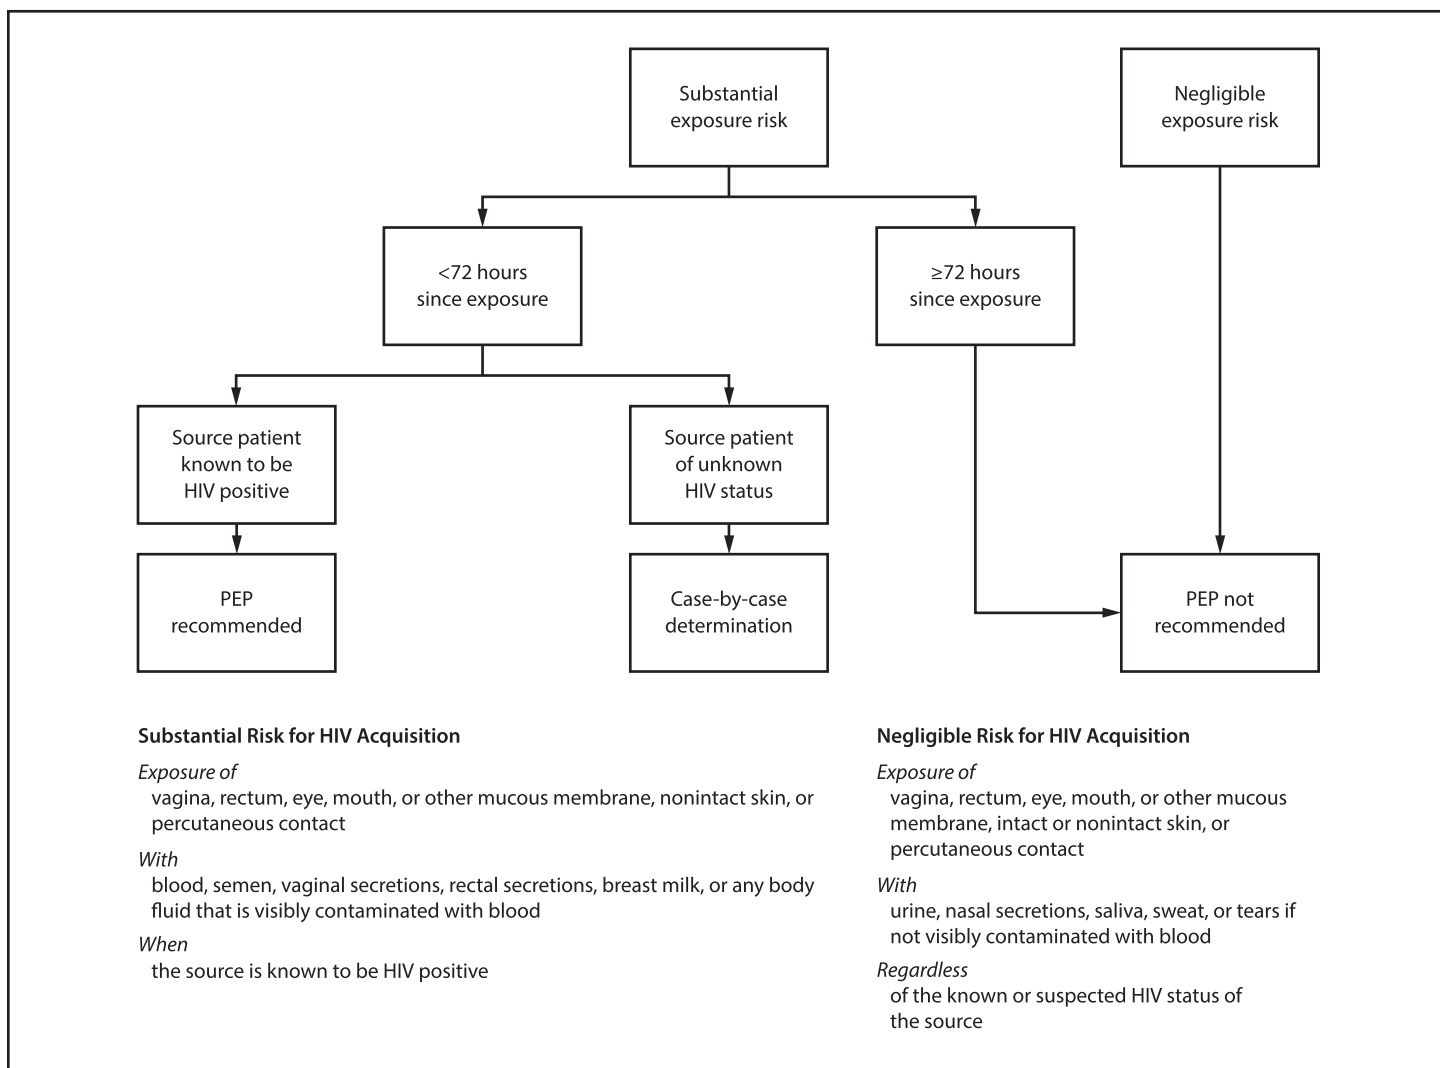 Substantial
exposure risk
Negligible
exposure risk
<72 hours
since exposure
≥72 hours
since exposure
Source patient
known to be
HIV positive
Source patient
of unknown
HIV status
PEP
recommended
Case-by-case
determination
PEP not
recommended
Substantial Risk for HIV Acquisition
Exposure of
vagina, rectum, eye, mouth, or other mucous membrane, nonintact skin, or
percutaneous contact
With
blood, semen, vaginal secretions, rectal secretions, breast milk, or any body
fluid that is visibly contaminated with blood
When
the source is known to be HIV positive
Negligible Risk for HIV Acquisition
Exposure of
vagina, rectum, eye, mouth, or other mucous
membrane, intact or nonintact skin, or
percutaneous contact
With
urine, nasal secretions, saliva, sweat, or tears if
not visibly contaminated with blood
Regardless
of the known or suspected HIV status of
the source